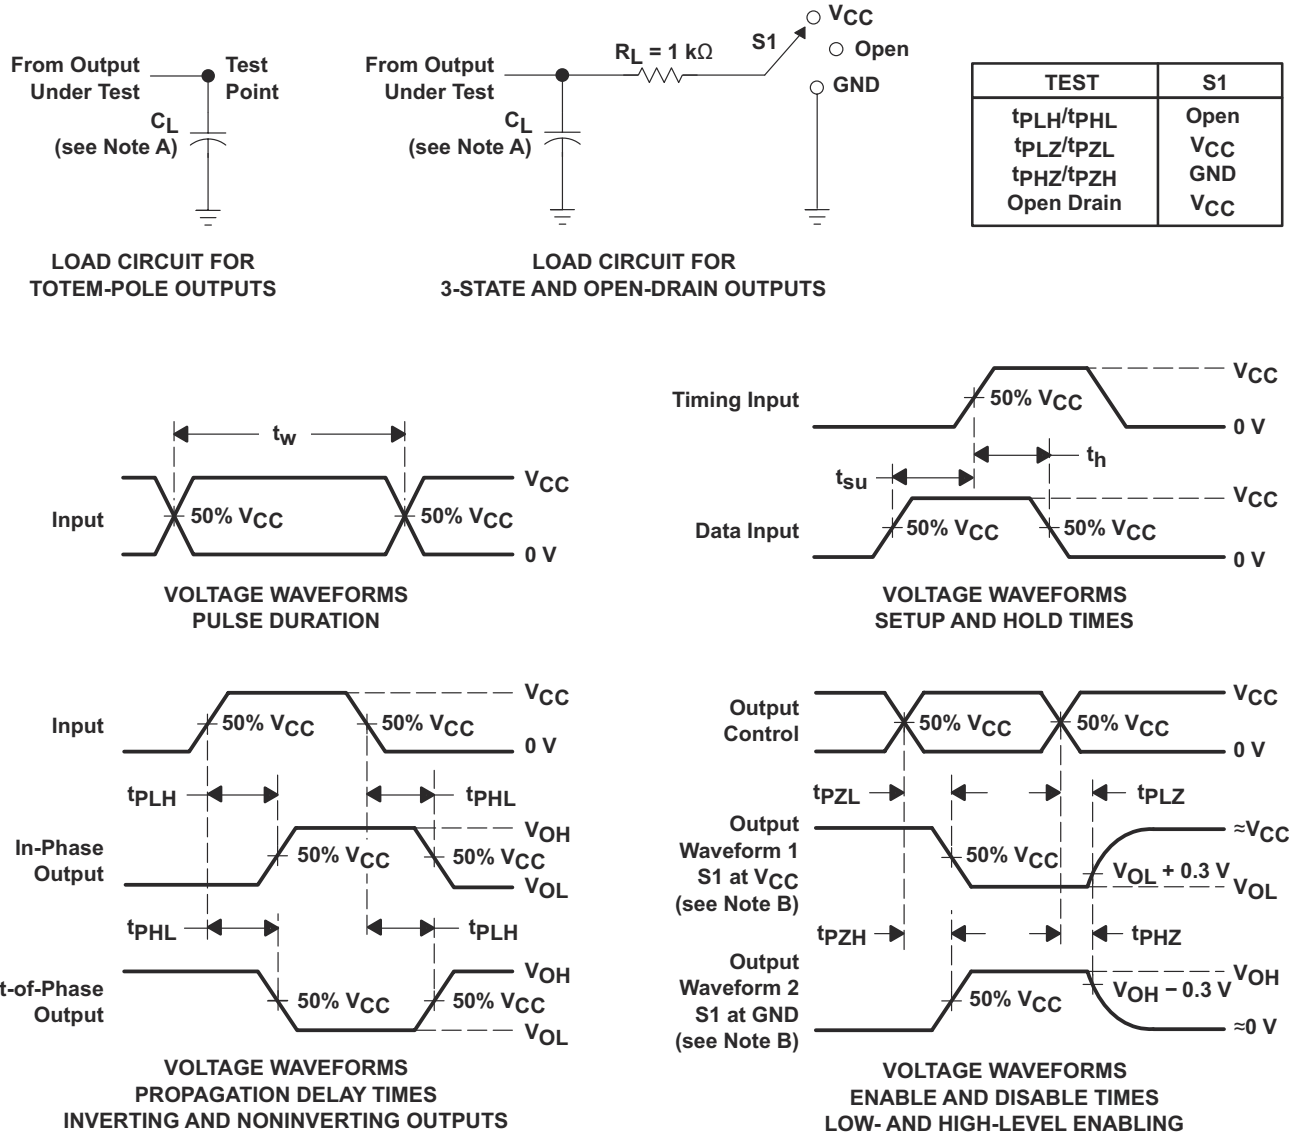 From Output
Under Test
Test
Point
CL
(see Note A)
LOAD CIRCUIT FOR
TOTEM-POLE OUTPUTS
From Output
Under Test
RL = 1 kΩ
S1
VCC
Open
GND
CL
(see Note A)
LOAD CIRCUIT FOR
3-STATE AND OPEN-DRAIN OUTPUTS
TEST S1
tPLH/tPHL Open
tPLZ/tPZL VCC
tPHZ/tPZH GND
Open Drain VCC
tw
Input
50% VCC
50% VCC
VCC
0 V
VOLTAGE WAVEFORMS
PULSE DURATION
Timing Input
50% VCC
VCC
0 V
tsu
th
Data Input
50% VCC
50% VCC
VCC
0 V
VOLTAGE WAVEFORMS
SETUP AND HOLD TIMES
Input
50% VCC
50% VCC
VCC
0 V
tPLH
tPHL
In-Phase
Output
50% VCC
50% VCC
VOH
VOL
tPHL
tPLH
t-of-Phase
Output
50% VCC
50% VCC
VOH
VOL
VOLTAGE WAVEFORMS
PROPAGATION DELAY TIMES
INVERTING AND NONINVERTING OUTPUTS
Output
Control
50% VCC
50% VCC
VCC
0 V
tPZL
tPLZ
Output
Waveform 1
S1 at VCC
(see Note B)
50% VCC
VOL + 0.3 V
≈VCC
VOL
tPZH
tPHZ
Output
Waveform 2
S1 at GND
(see Note B)
50% VCC
VOH − 0.3 V
VOH
≈0 V
VOLTAGE WAVEFORMS
ENABLE AND DISABLE TIMES
LOW- AND HIGH-LEVEL ENABLING